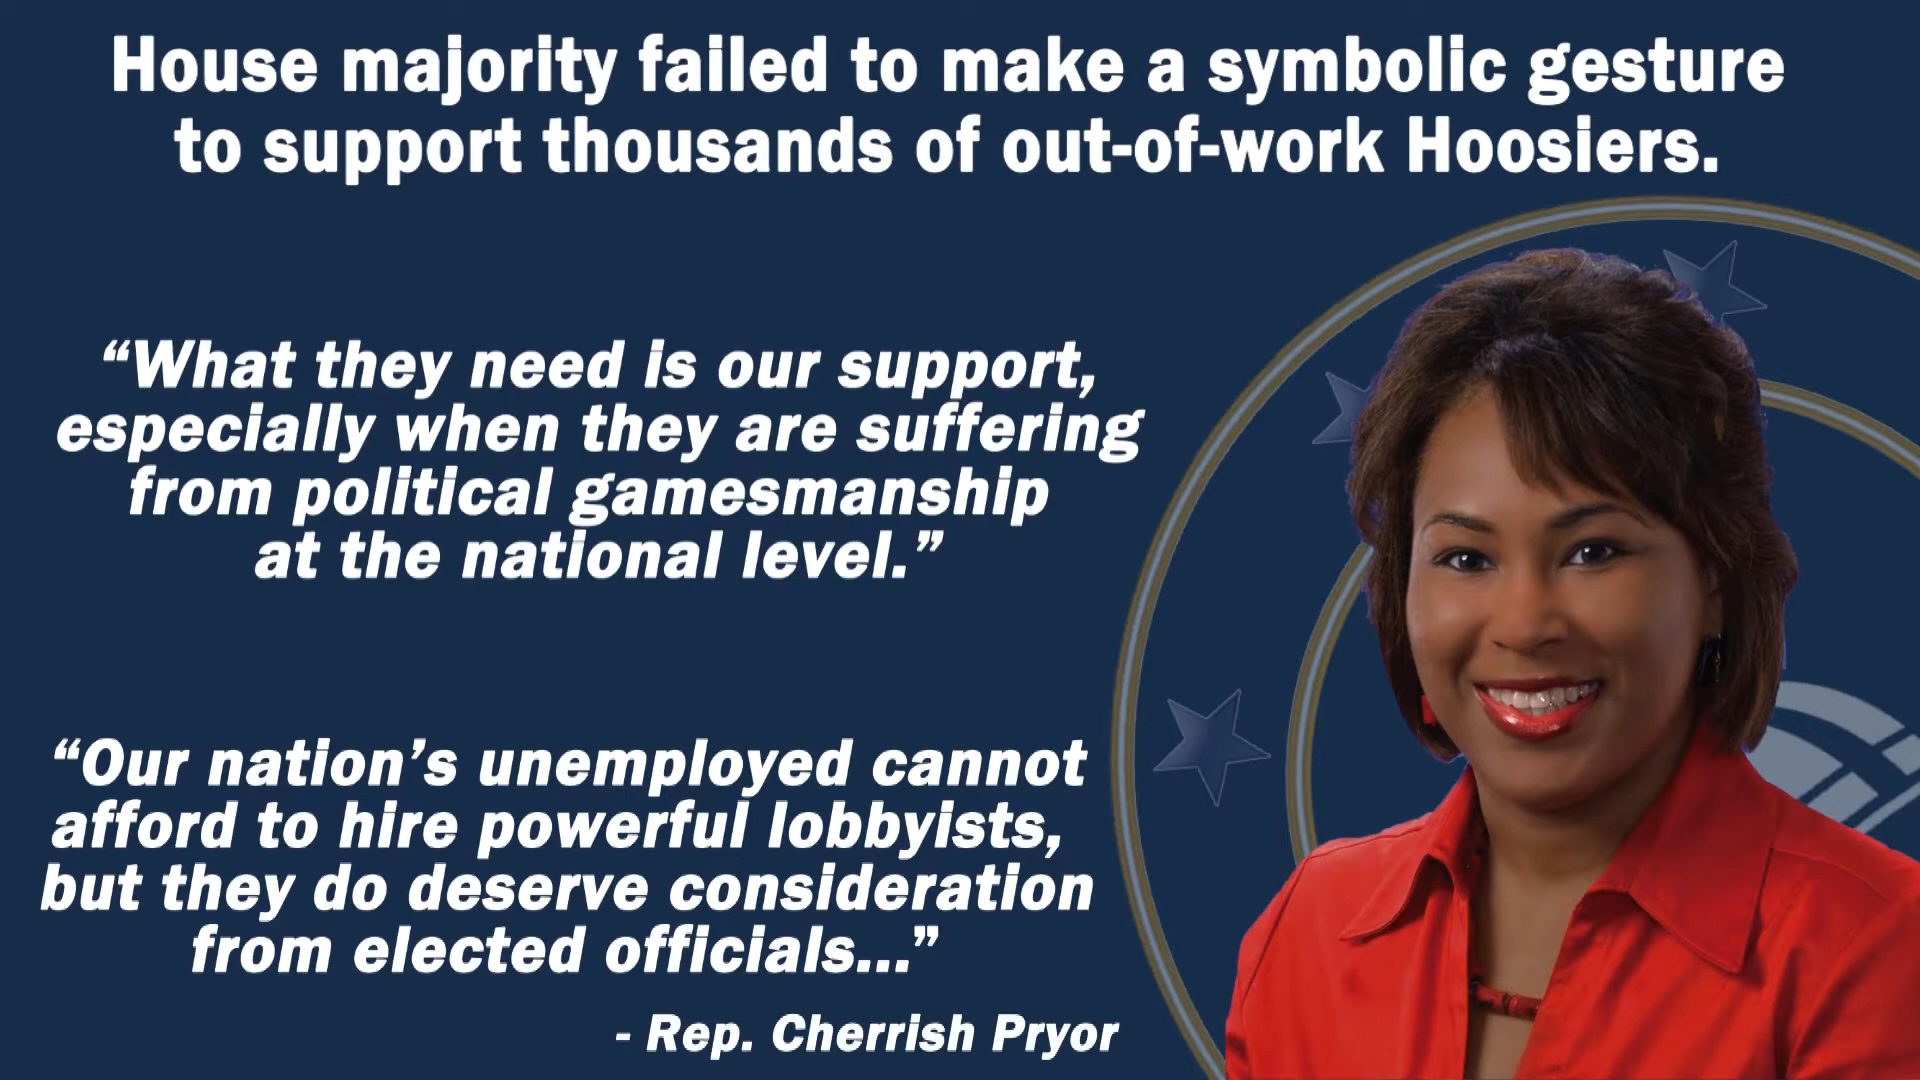 House majority failed to make a symbolic gesture
to support thousands of out-of-work Hoosiers.
“What they need is our support,
especially when they are suffering
from political gamesmanship
at the national level.”
“Our nation’s unemployed cannot
afford to hire powerful lobbyists,
but they do deserve consideration
from elected officials...”
- Rep. Cherrish Pryor